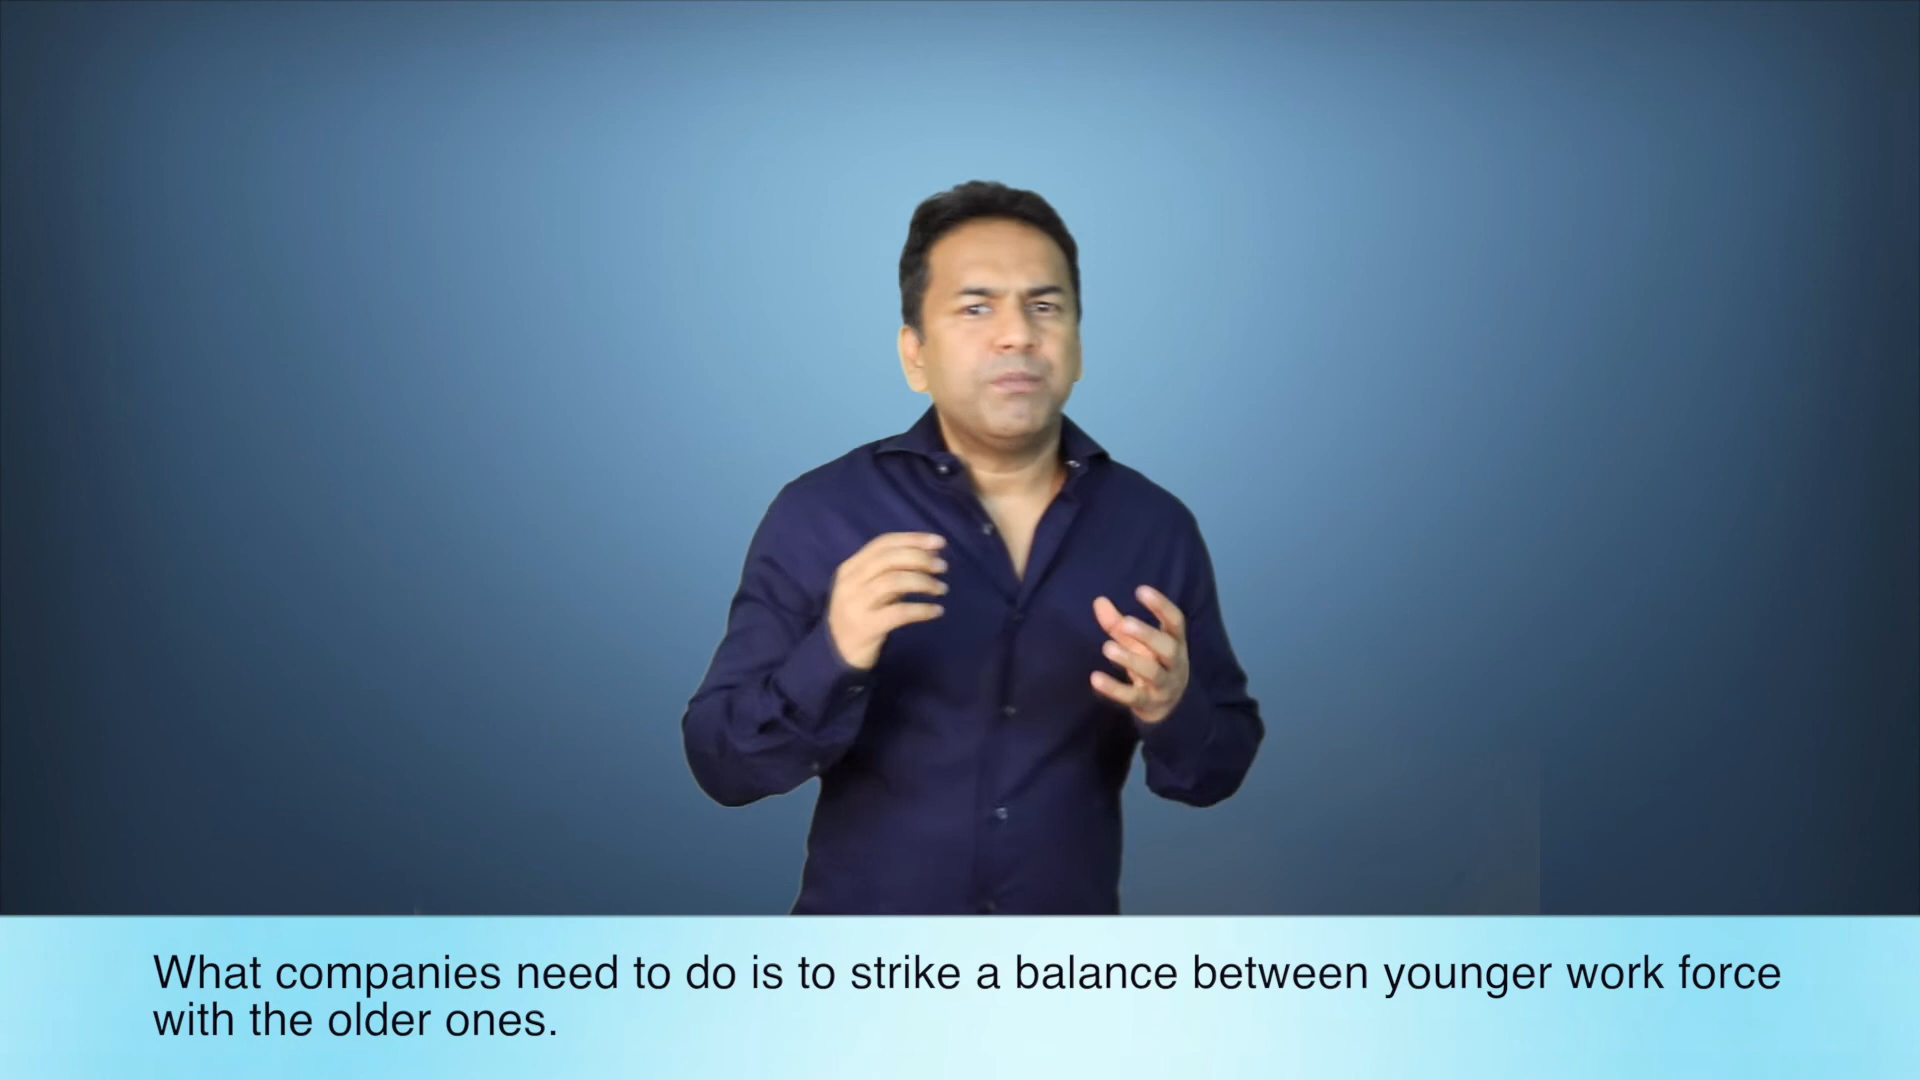 What companies need to do is to strike a balance between younger work force
with the older ones.